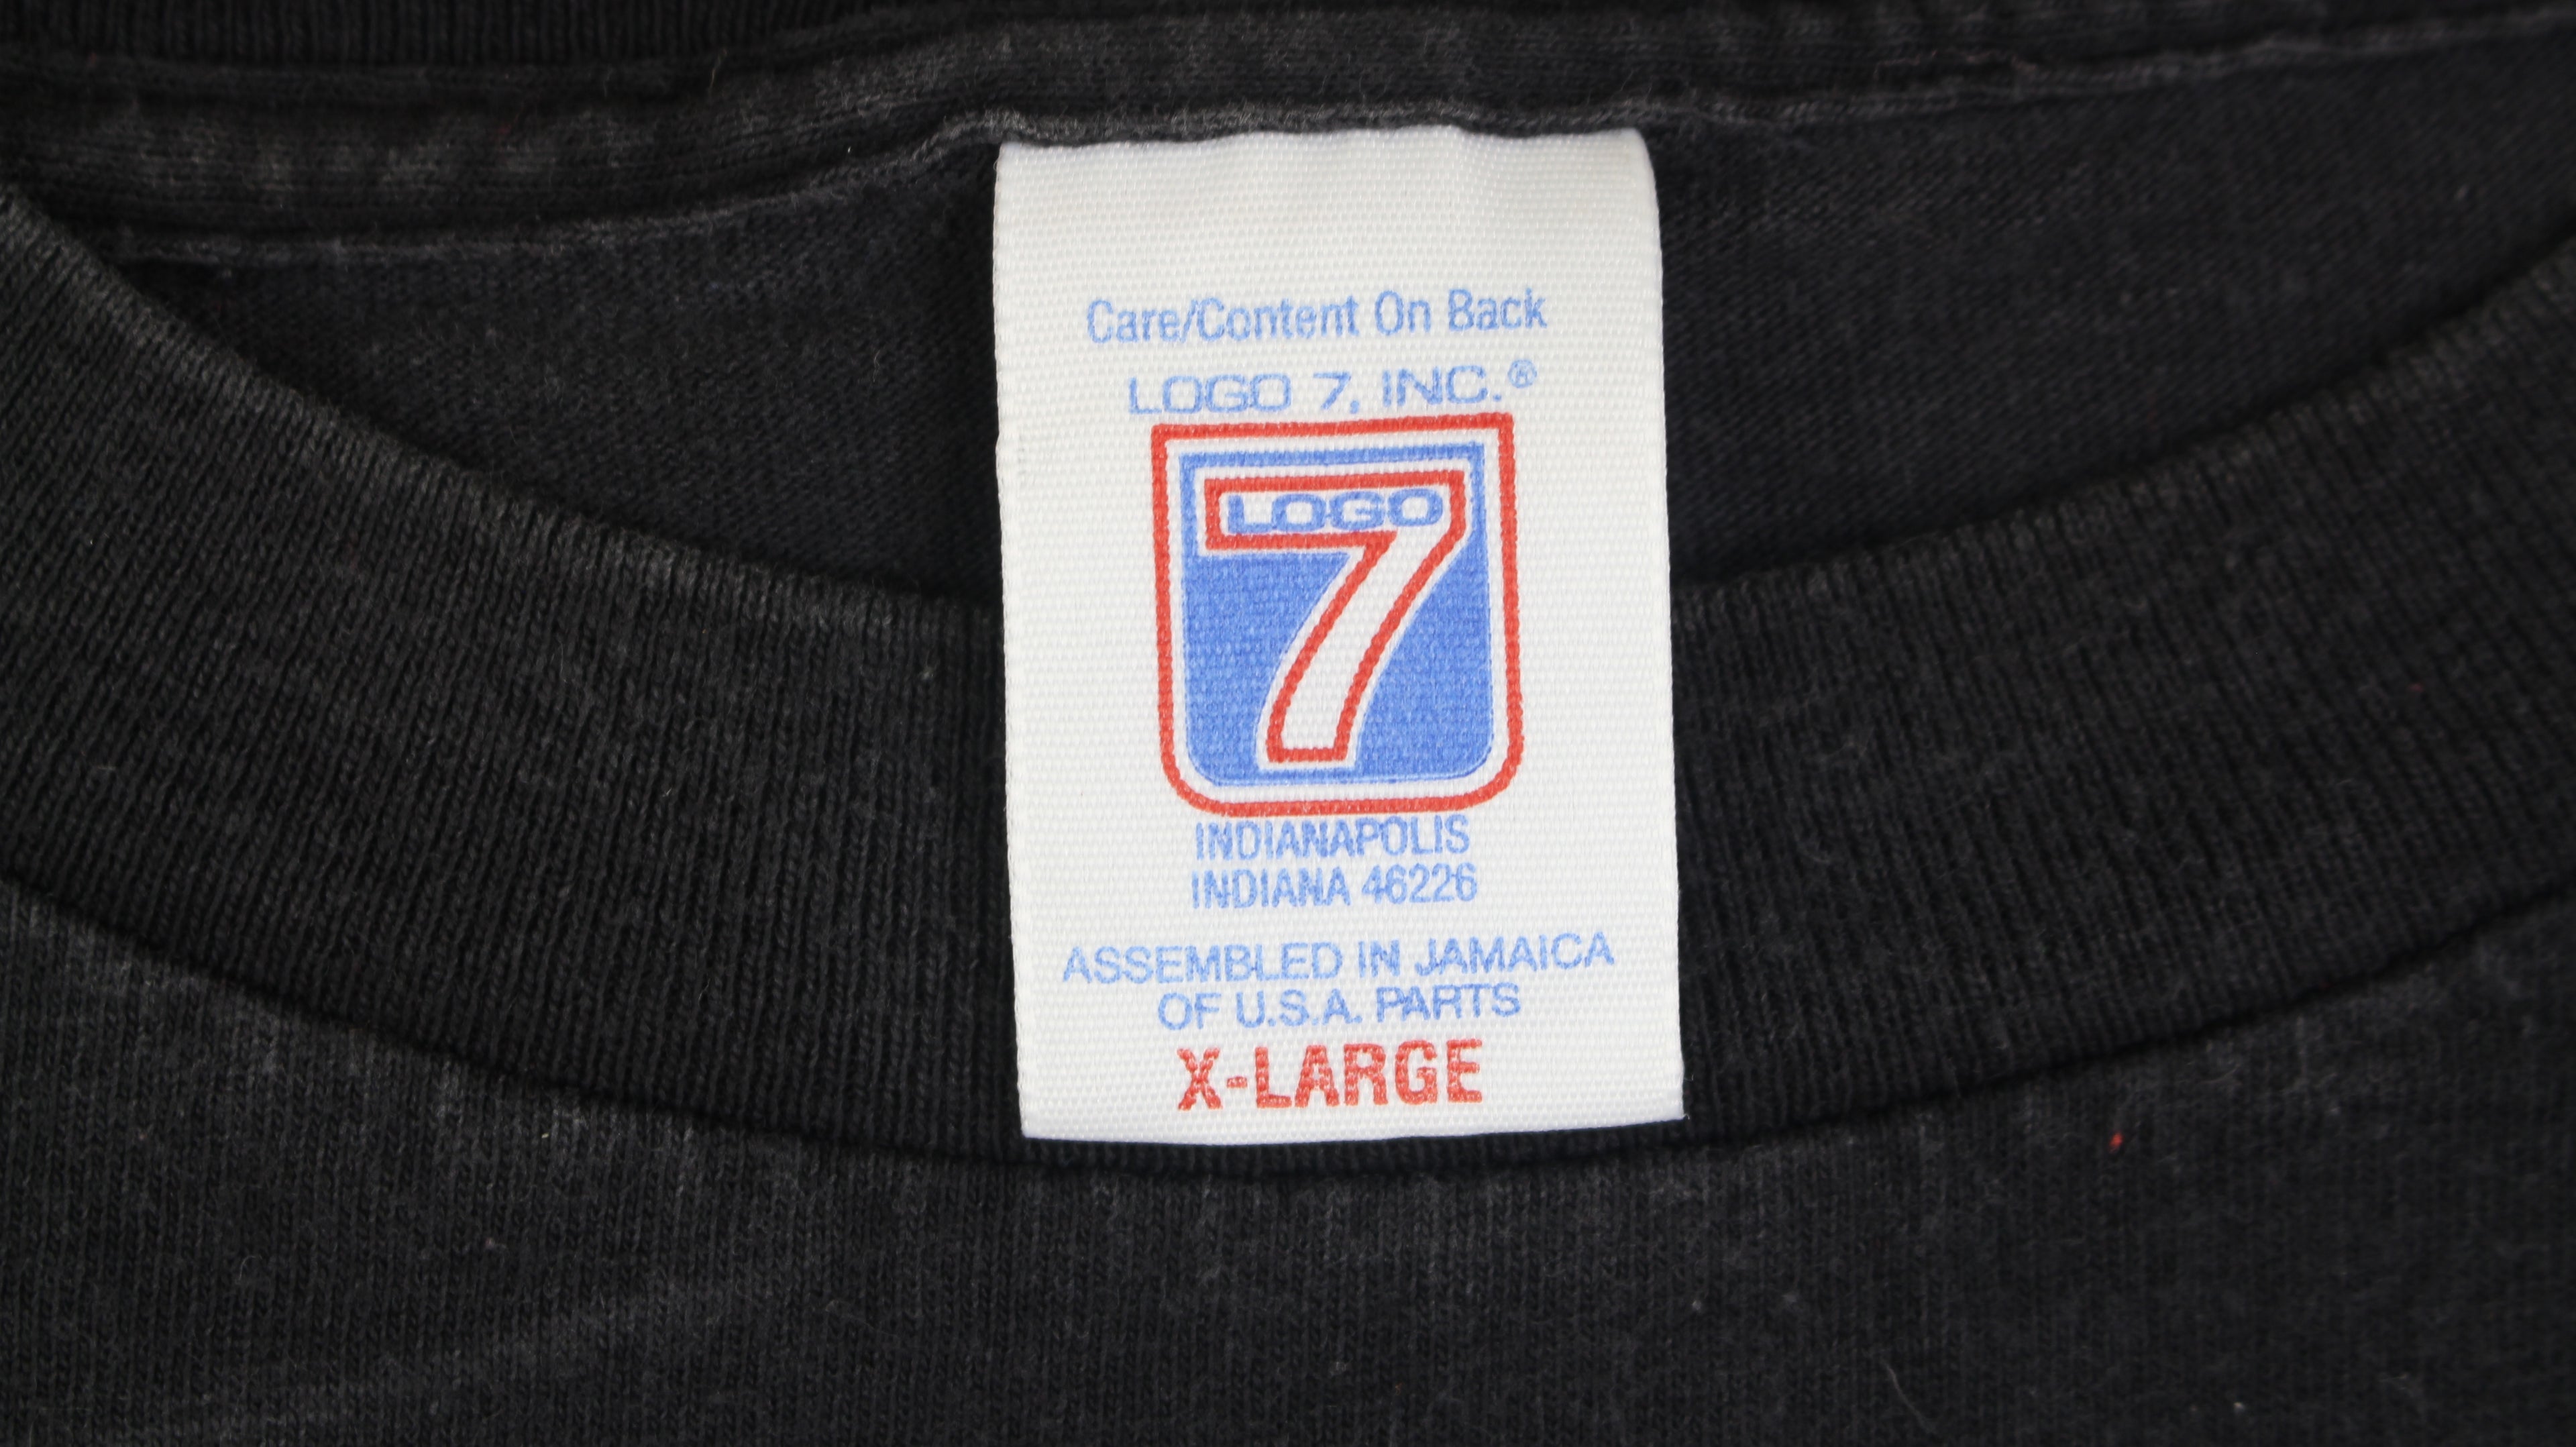 Care/Content On Back
LOGO 7, INC.®
LOGO
7
INDIANAPOLIS
INDIANA 46226
ASSEMBLED IN JAMAICA
OF U.S.A. PARTS
X-LARGE